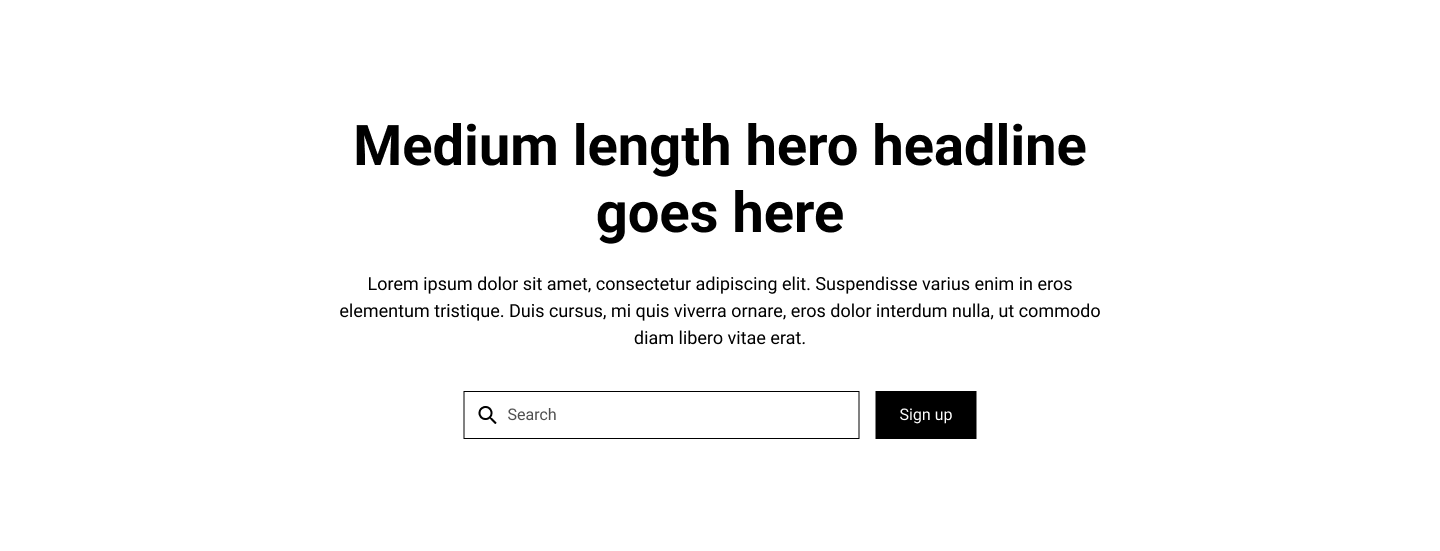 Medium length hero headline
goes here
Lorem ipsum dolor sit amet, consectetur adipiscing elit. Suspendisse varius enim in eros
elementum tristique. Duis cursus, mi quis viverra ornare, eros dolor interdum nulla, ut commodo
diam libero vitae erat.
Search
Sign up